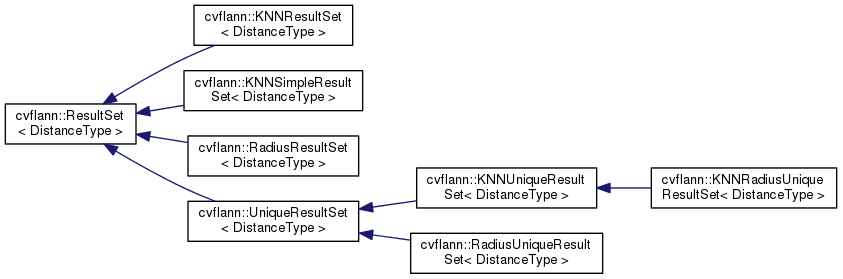 cvflann::KNNResultSet
< DistanceType >
cvflann::KNNSimpleResult
Set< DistanceType >
cvflann::ResultSet
< DistanceType >
cvflann::RadiusResultSet
< DistanceType >
cvflann::KNNUniqueResult
Set< DistanceType >
cvflann::KNNRadiusUnique
ResultSet< DistanceType >
cvflann::UniqueResultSet
< DistanceType >
cvflann::RadiusUniqueResult
Set< DistanceType >